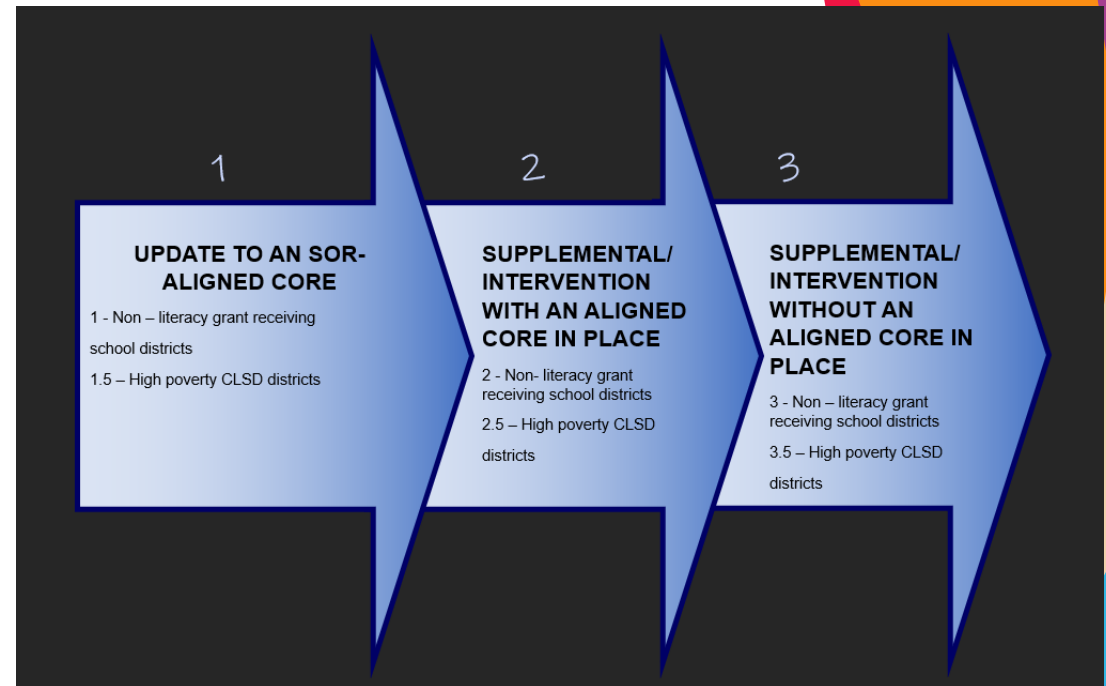 1
UPDATE TO AN SOR-
ALIGNED CORE
1 - Non – literacy grant receiving
school districts
1.5 – High poverty CLSD districts
2
SUPPLEMENTAL/
INTERVENTION
WITH AN ALIGNED
CORE IN PLACE
2 - Non- literacy grant
receiving school districts
2.5 – High poverty CLSD
districts
3
SUPPLEMENTAL/
INTERVENTION
WITHOUT AN
ALIGNED CORE IN
PLACE
3 - Non – literacy grant
receiving school districts
3.5 – High poverty CLSD
districts